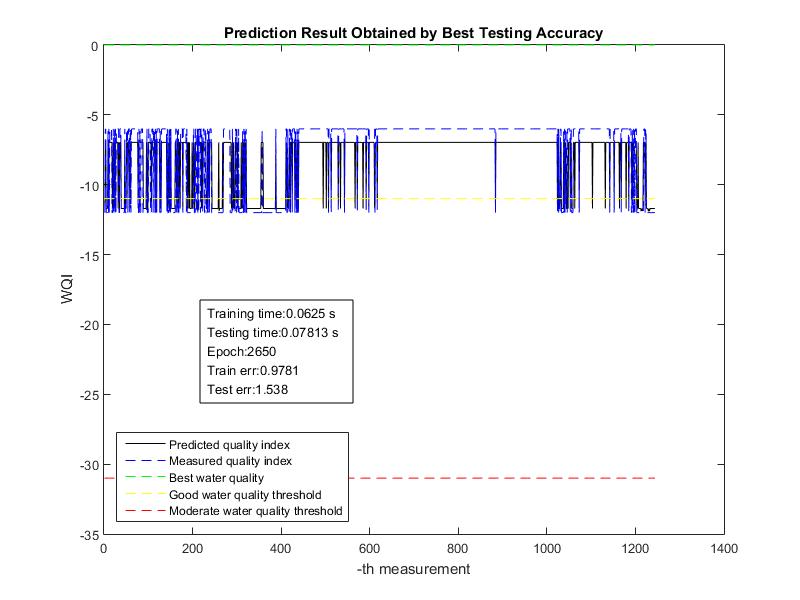 Prediction Result Obtained by Best Testing Accuracy
0
-5
-10
-15
-20
-25
-30
-35
WQI
Training time:0.0625 s
Testing time:0.07813 s
Epoch:2650
Train err:0.9781
Test err:1.538
Predicted quality index
Measured quality index
Best water quality
Good water quality threshold
Moderate water quality threshold
0 200 400 600 800 1000 1200 1400
-th measurement